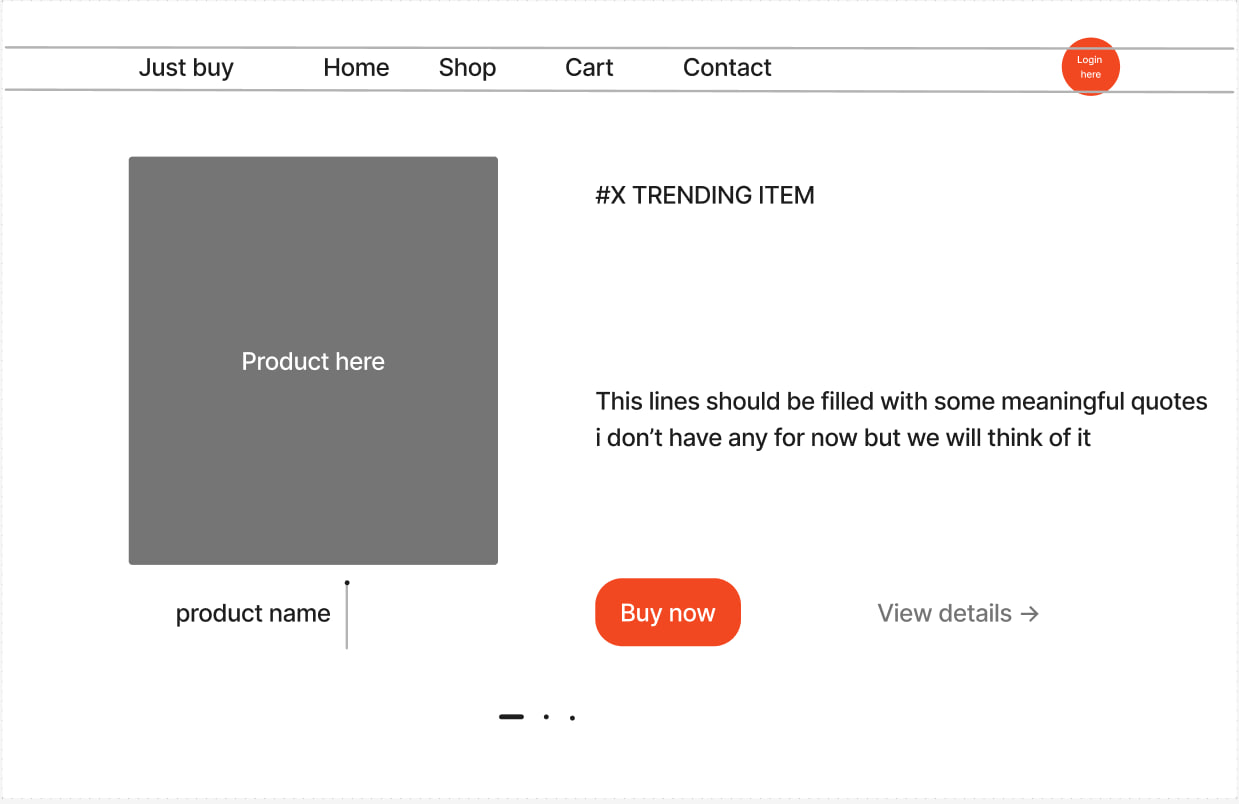 Just buy Home Shop Cart Contact
Login
here
#X TRENDING ITEM
Product here
This lines should be filled with some meaningful quotes
i don’t have any for now but we will think of it
product name
Buy now
View details →